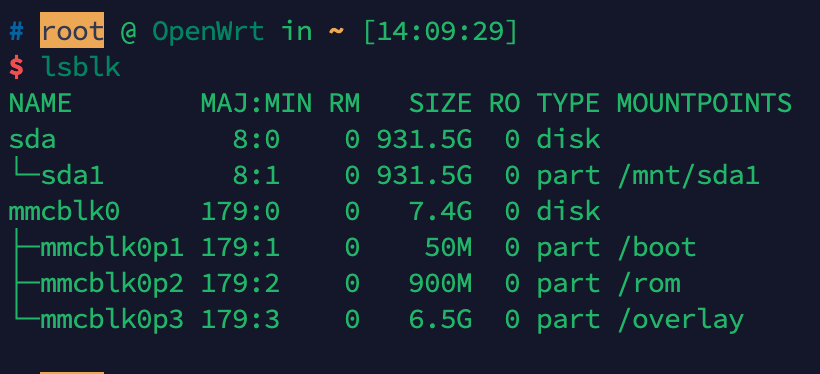 # root @ OpenWrt in ~ [14:09:29]
$ lsblk
NAME        MAJ:MIN RM   SIZE RO TYPE MOUNTPOINTS
sda           8:0    0 931.5G  0 disk
└─sda1        8:1    0 931.5G  0 part /mnt/sda1
mmcblk0     179:0    0   7.4G  0 disk
├─mmcblk0p1 179:1    0    50M  0 part /boot
├─mmcblk0p2 179:2    0   900M  0 part /rom
└─mmcblk0p3 179:3    0   6.5G  0 part /overlay